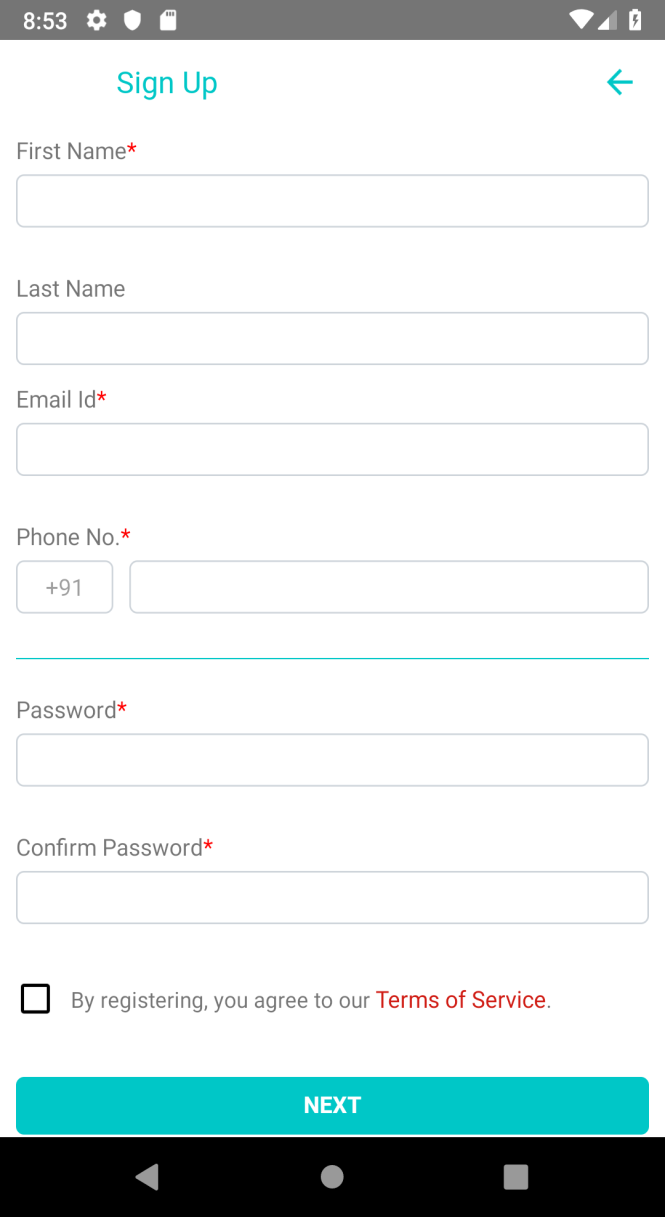 8:53
Sign Up
First Name*
Last Name
Email Id*
Phone No.*
+91
Password*
Confirm Password*
By registering, you agree to our Terms of Service.
NEXT